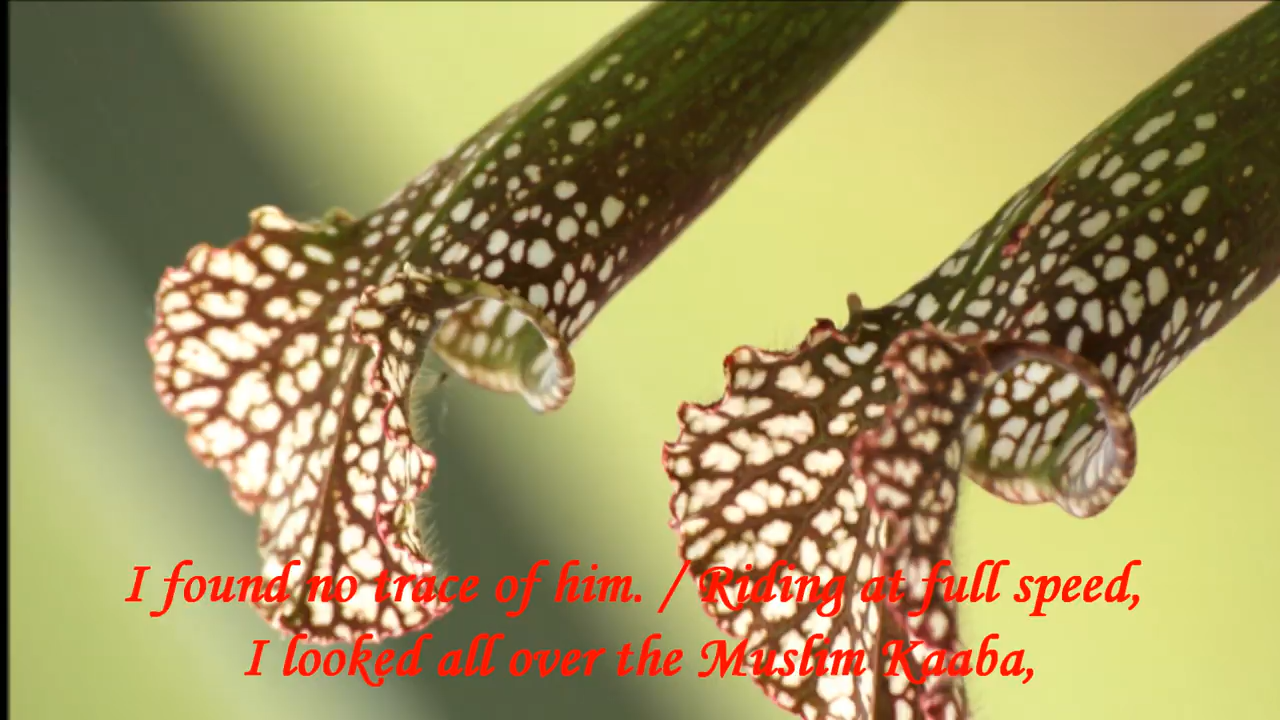 I found no trace of him. / Riding at full speed,
I looked all over the Muslim Kaaba,